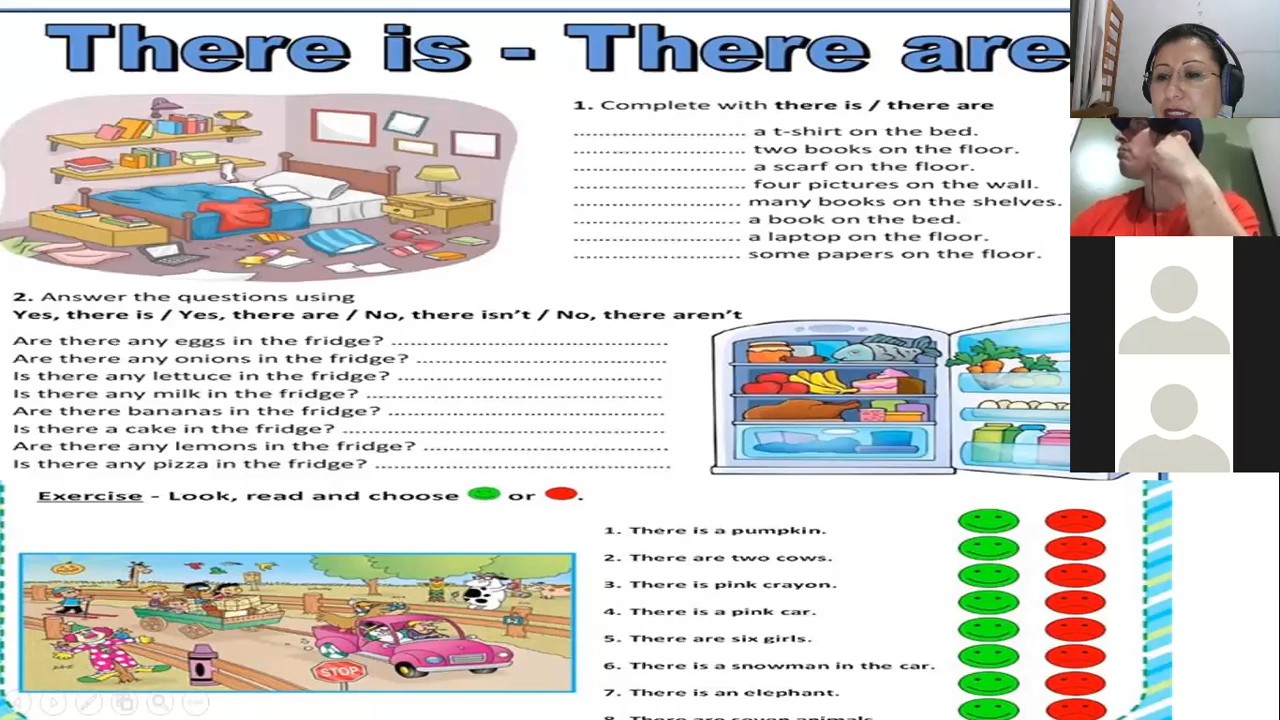 There is - There are
1. Complete with there is / there are
........................ a t-shirt on the bed.
........................ two books on the floor.
........................ a scarf on the floor.
........................ four pictures on the wall.
........................ many books on the shelves.
........................ a book on the bed.
........................ a laptop on the floor.
........................ some papers on the floor.
2. Answer the questions using
Yes, there is / Yes, there are / No, there isn't / No, there aren't
Are there any eggs in the fridge? ........................................
Are there any onions in the fridge? ........................................
Is there any lettuce in the fridge? ........................................
Is there any milk in the fridge? ........................................
Are there bananas in the fridge? ........................................
Is there a cake in the fridge? ........................................
Are there any lemons in the fridge? ........................................
Is there any pizza in the fridge? ........................................
Exercise - Look, read and choose or .
STOP
1. There is a pumpkin.
2. There are two cows.
3. There is pink crayon.
4. There is a pink car.
5. There are six girls.
6. There is a snowman in the car.
7. There is an elephant.
8. There are seven animals